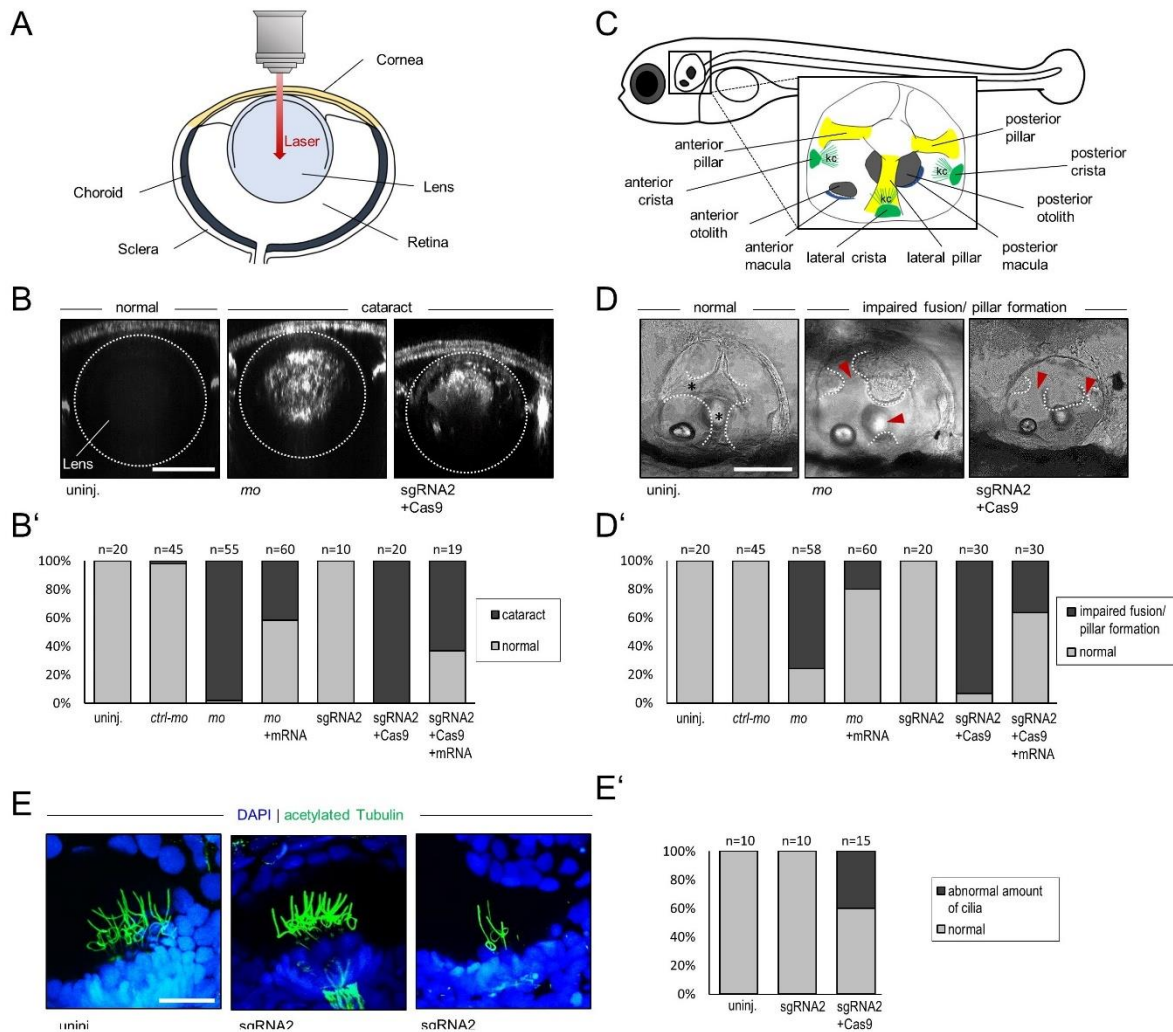 A
Cornea
Laser
Choroid
Lens
Sclera
Retina
C
anterior pillar
posterior pillar
kc
kc
kc
anterior crista
posterior crista
anterior otolith
posterior otolith
anterior macula
lateral crista
lateral pillar
posterior macula
B
normal
cataract
Lens
uninj.
mo
sgRNA2
+Cas9
D
normal
impaired fusion/ pillar formation
*
*
uninj.
mo
sgRNA2
+Cas9
B'
n=20 n=45 n=55 n=60 n=10 n=20 n=19
100%
80%
60%
40%
20%
0%
cataract
normal
uninj. ctrl-mo mo mo +mRNA sgRNA2 sgRNA2 +Cas9 sgRNA2 +Cas9 +mRNA
D'
n=20 n=45 n=58 n=60 n=20 n=30 n=30
100%
80%
60%
40%
20%
0%
impaired fusion/
pillar formation
normal
uninj. ctrl-mo mo mo +mRNA sgRNA2 sgRNA2 +Cas9 sgRNA2 +Cas9 +mRNA
E
DAPI | acetylated Tubulin
uninj.
sgRNA2
sgRNA2
E'
n=10 n=10 n=15
100%
80%
60%
40%
20%
0%
abnormal amount
of cilia
normal
uninj. sgRNA2 sgRNA2
+Cas9